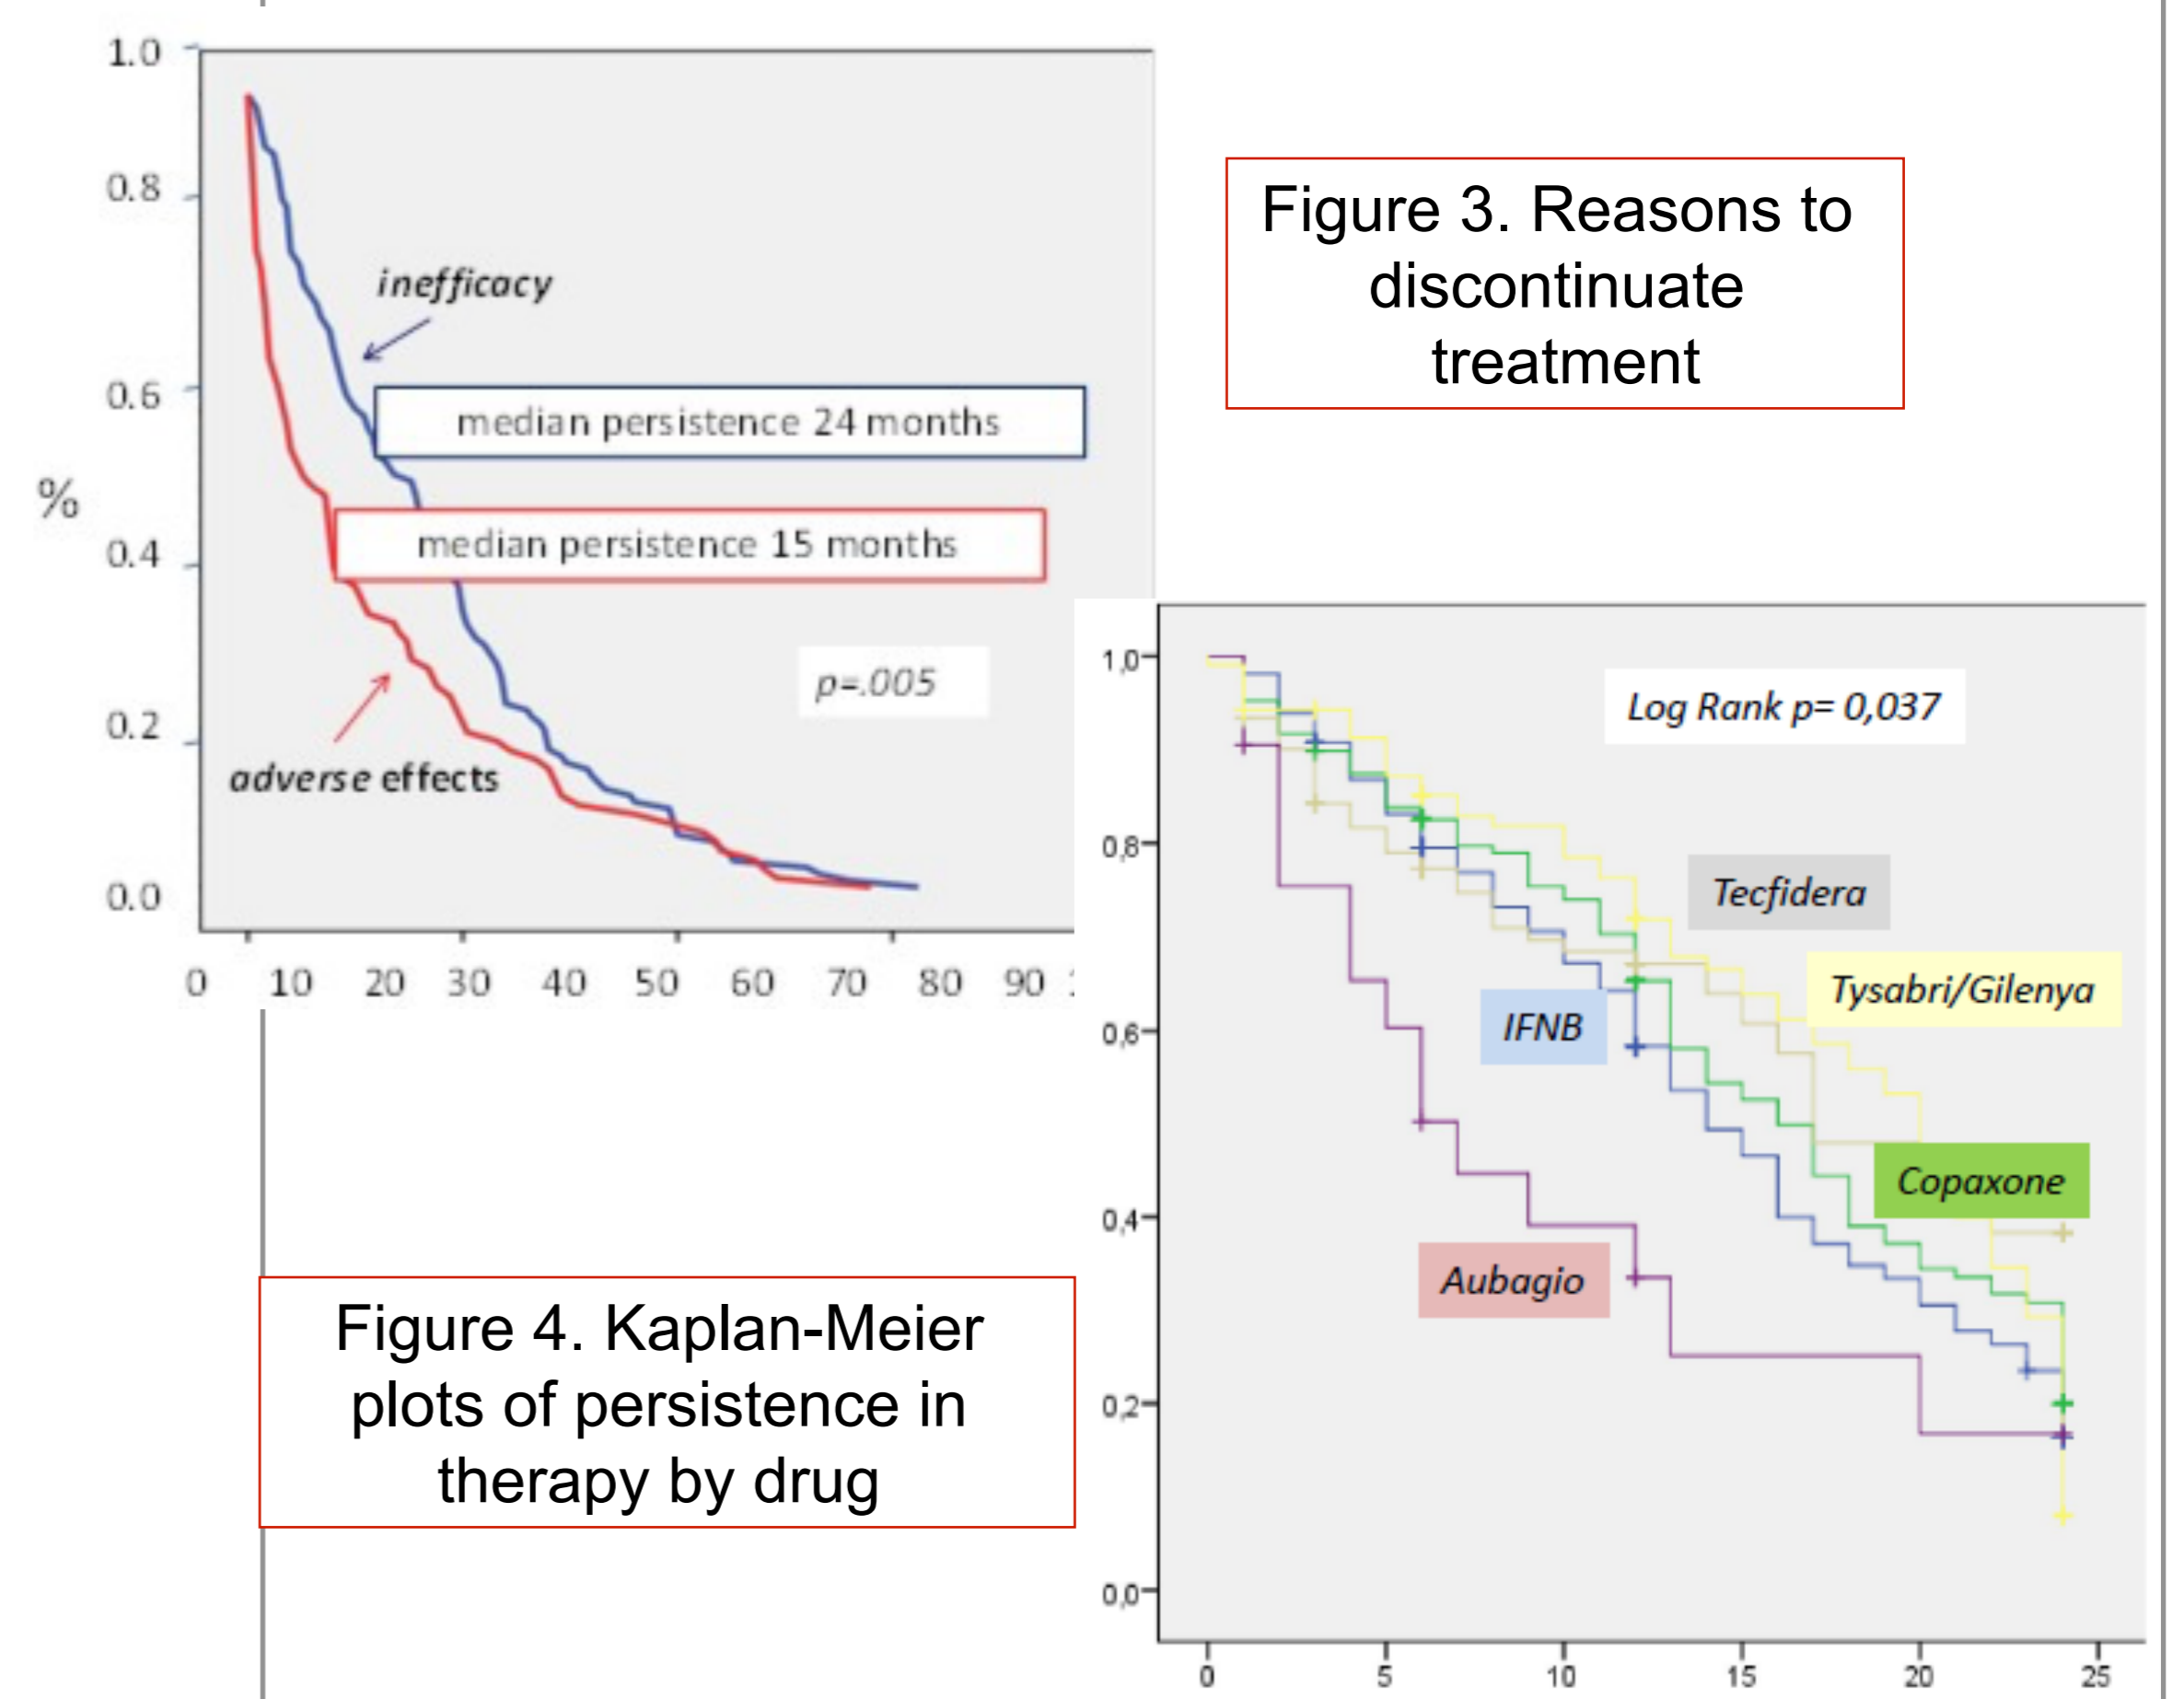 1.0
0.8
0.6
0.4
0.2
0.0
%
inefficacy
median persistence 24 months
median persistence 15 months
p=.005
adverse effects
0 10 20 30 40 50 60 70 80 90
Figure 3. Reasons to
discontinuate
treatment
1,0
0,8
0,6
0,4
0,2
0,0
Log Rank p= 0,037
Tecfidera
Tysabri/Gilenya
IFNB
Copaxone
Aubagio
0 5 10 15 20 25
Figure 4. Kaplan-Meier
plots of persistence in
therapy by drug